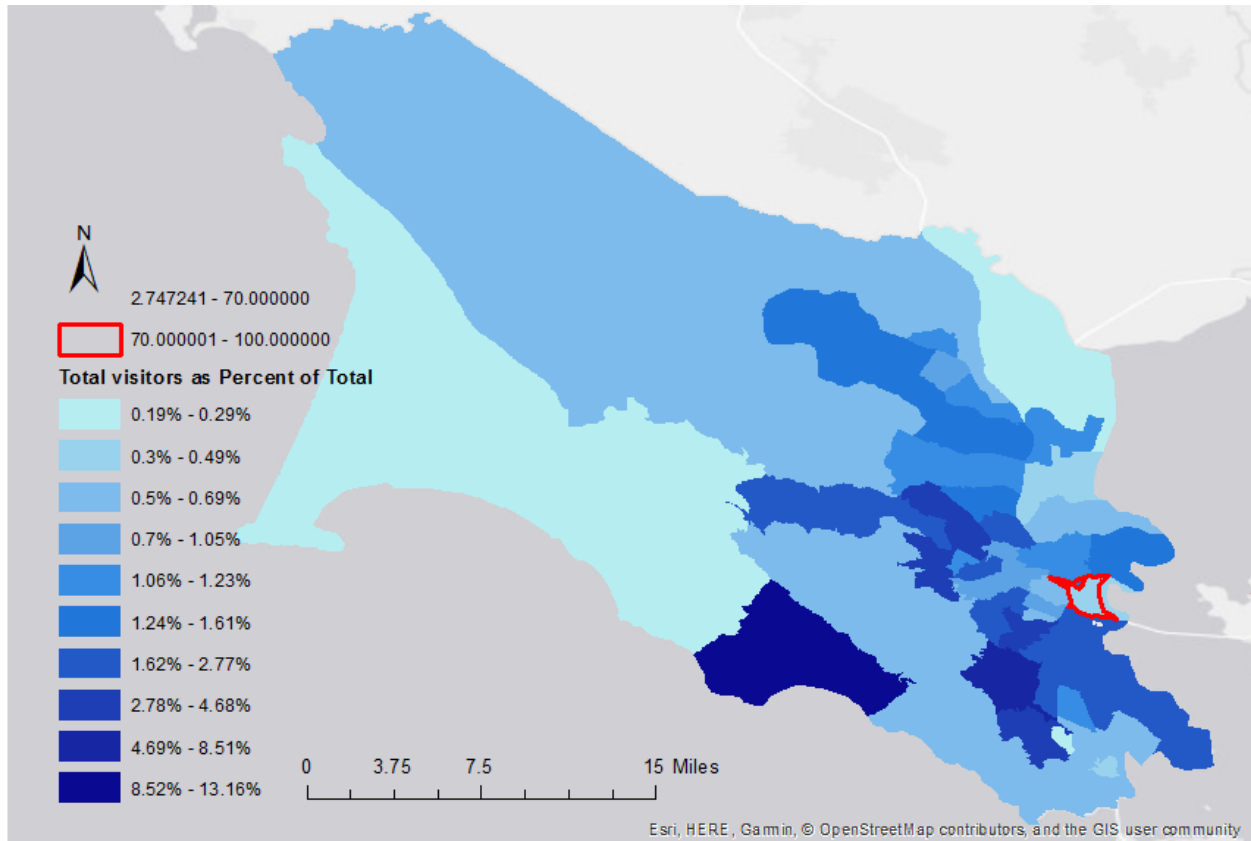 N
2.747241 - 70.000000
70.000001 - 100.000000
Total visitors as Percent of Total
0.19% - 0.29%
0.3% - 0.49%
0.5% - 0.69%
0.7% - 1.05%
1.06% - 1.23%
1.24% - 1.61%
1.62% - 2.77%
2.78% - 4.68%
4.69% - 8.51%
8.52% - 13.16%
0 3.75 7.5 15 Miles
Esri, HERE, Garmin, © OpenStreetMap contributors, and the GIS user community